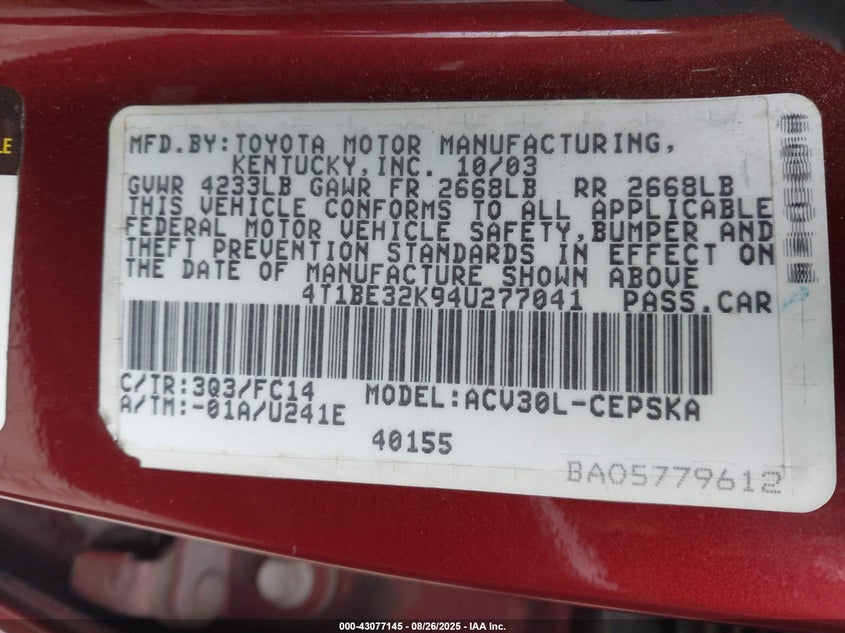 LE
MFD.BY:TOYOTA MOTOR MANUFACTURING,
KENTUCKY,INC. 10/03
GVWR 4233LB GAWR FR 2668LB RR 2668LB
THIS VEHICLE CONFORMS TO ALL APPLICABLE
FEDERAL MOTOR VEHICLE SAFETY,BUMPER AND
THEFT PREVENTION STANDARDS IN EFFECT ON
THE DATE OF MANUFACTURE SHOWN ABOVE
4T1BE32K94U277041 PASS.CAR
C/TR:3Q3/FC14 MODEL:ACV30L-CEPSKA
A/TM:-01A/U241E
40155
BA05779612
000-43077145 - 08/26/2025 - IAA Inc.